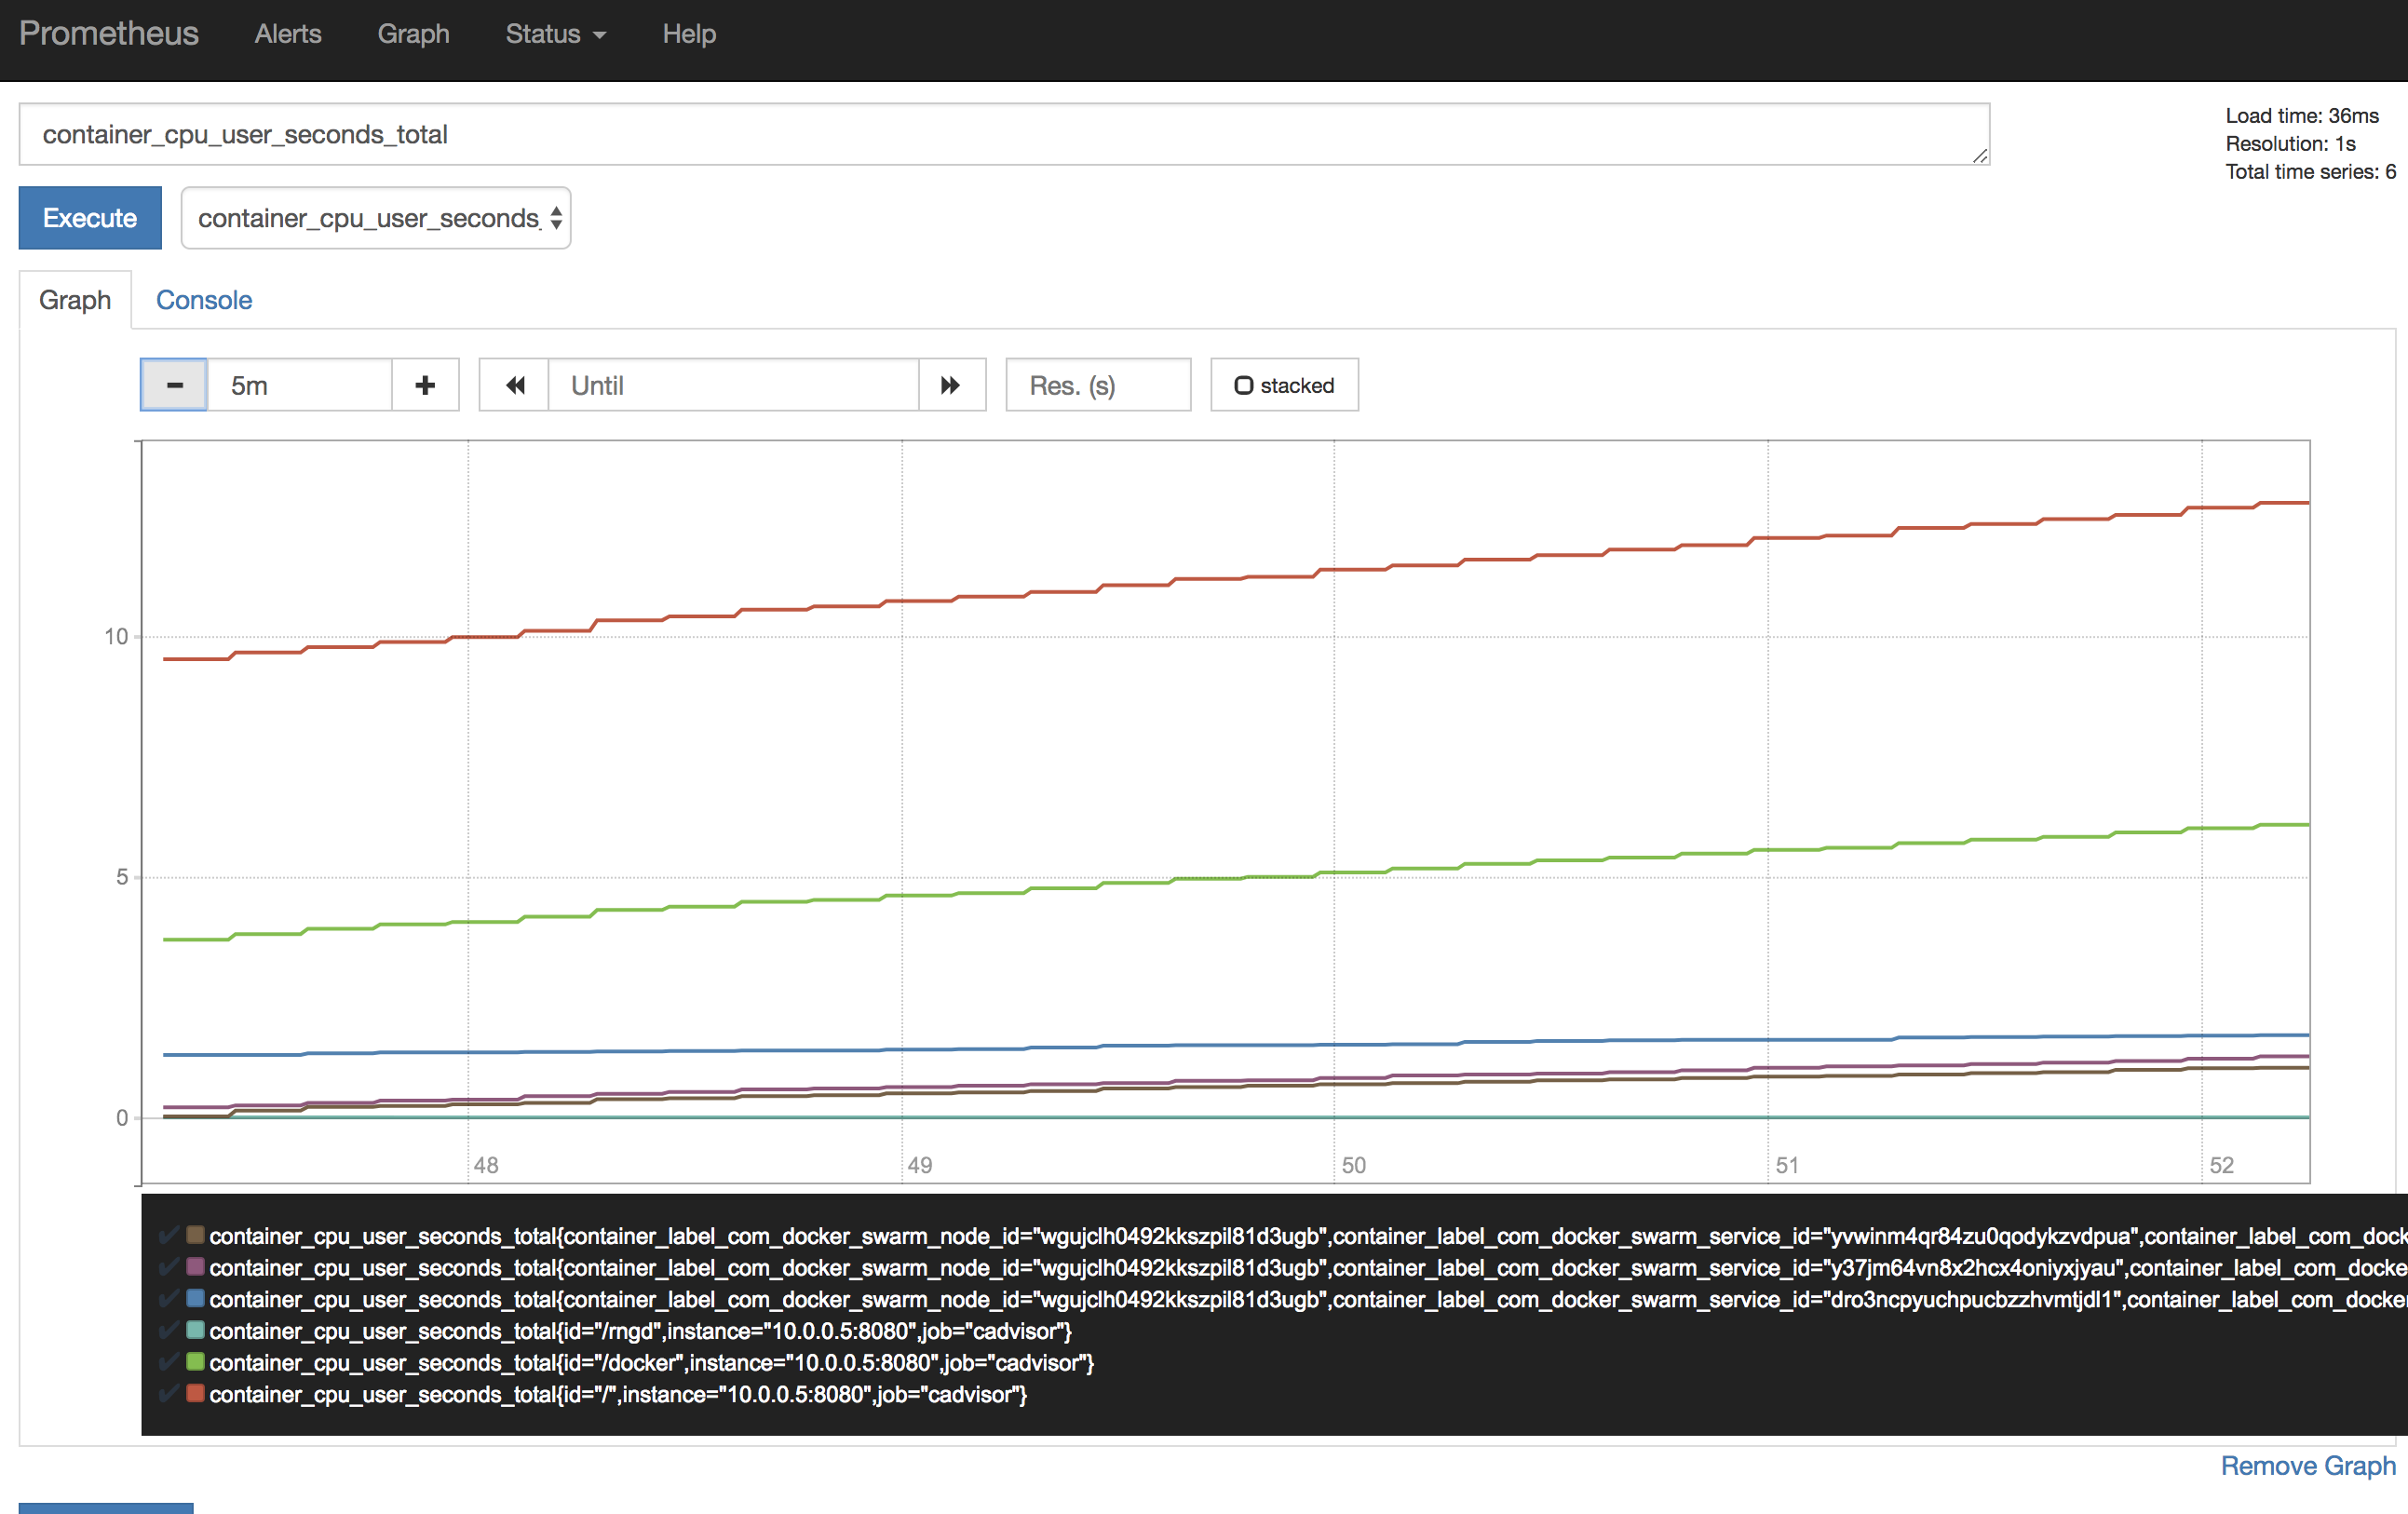 Prometheus Alerts Graph Status Help
container_cpu_user_seconds_total
Load time: 36ms
Resolution: 1s
Total time series: 6
Execute container_cpu_user_seconds_
Graph Console
5m Until Res. (s) stacked
10
5
0
48 49 50 51 52
container_cpu_user_seconds_total{container_label_com_docker_swarm_node_id="wgujclh0492kkszpil81d3ugb",container_label_com_docker_swarm_service_id="yvwinm4qr84zu0qodykzvdpua",container_label_com_dock
container_cpu_user_seconds_total{container_label_com_docker_swarm_node_id="wgujclh0492kkszpil81d3ugb",container_label_com_docker_swarm_service_id="y37jm64vn8x2hcx4oniyxjyau",container_label_com_docke
container_cpu_user_seconds_total{container_label_com_docker_swarm_node_id="wgujclh0492kkszpil81d3ugb",container_label_com_docker_swarm_service_id="dro3ncpyuchpucbzzhvmtjdl1",container_label_com_docke
container_cpu_user_seconds_total{id="/rngd",instance="10.0.0.5:8080",job="cadvisor"}
container_cpu_user_seconds_total{id="/docker",instance="10.0.0.5:8080",job="cadvisor"}
container_cpu_user_seconds_total{id="/",instance="10.0.0.5:8080",job="cadvisor"}
Remove Graph